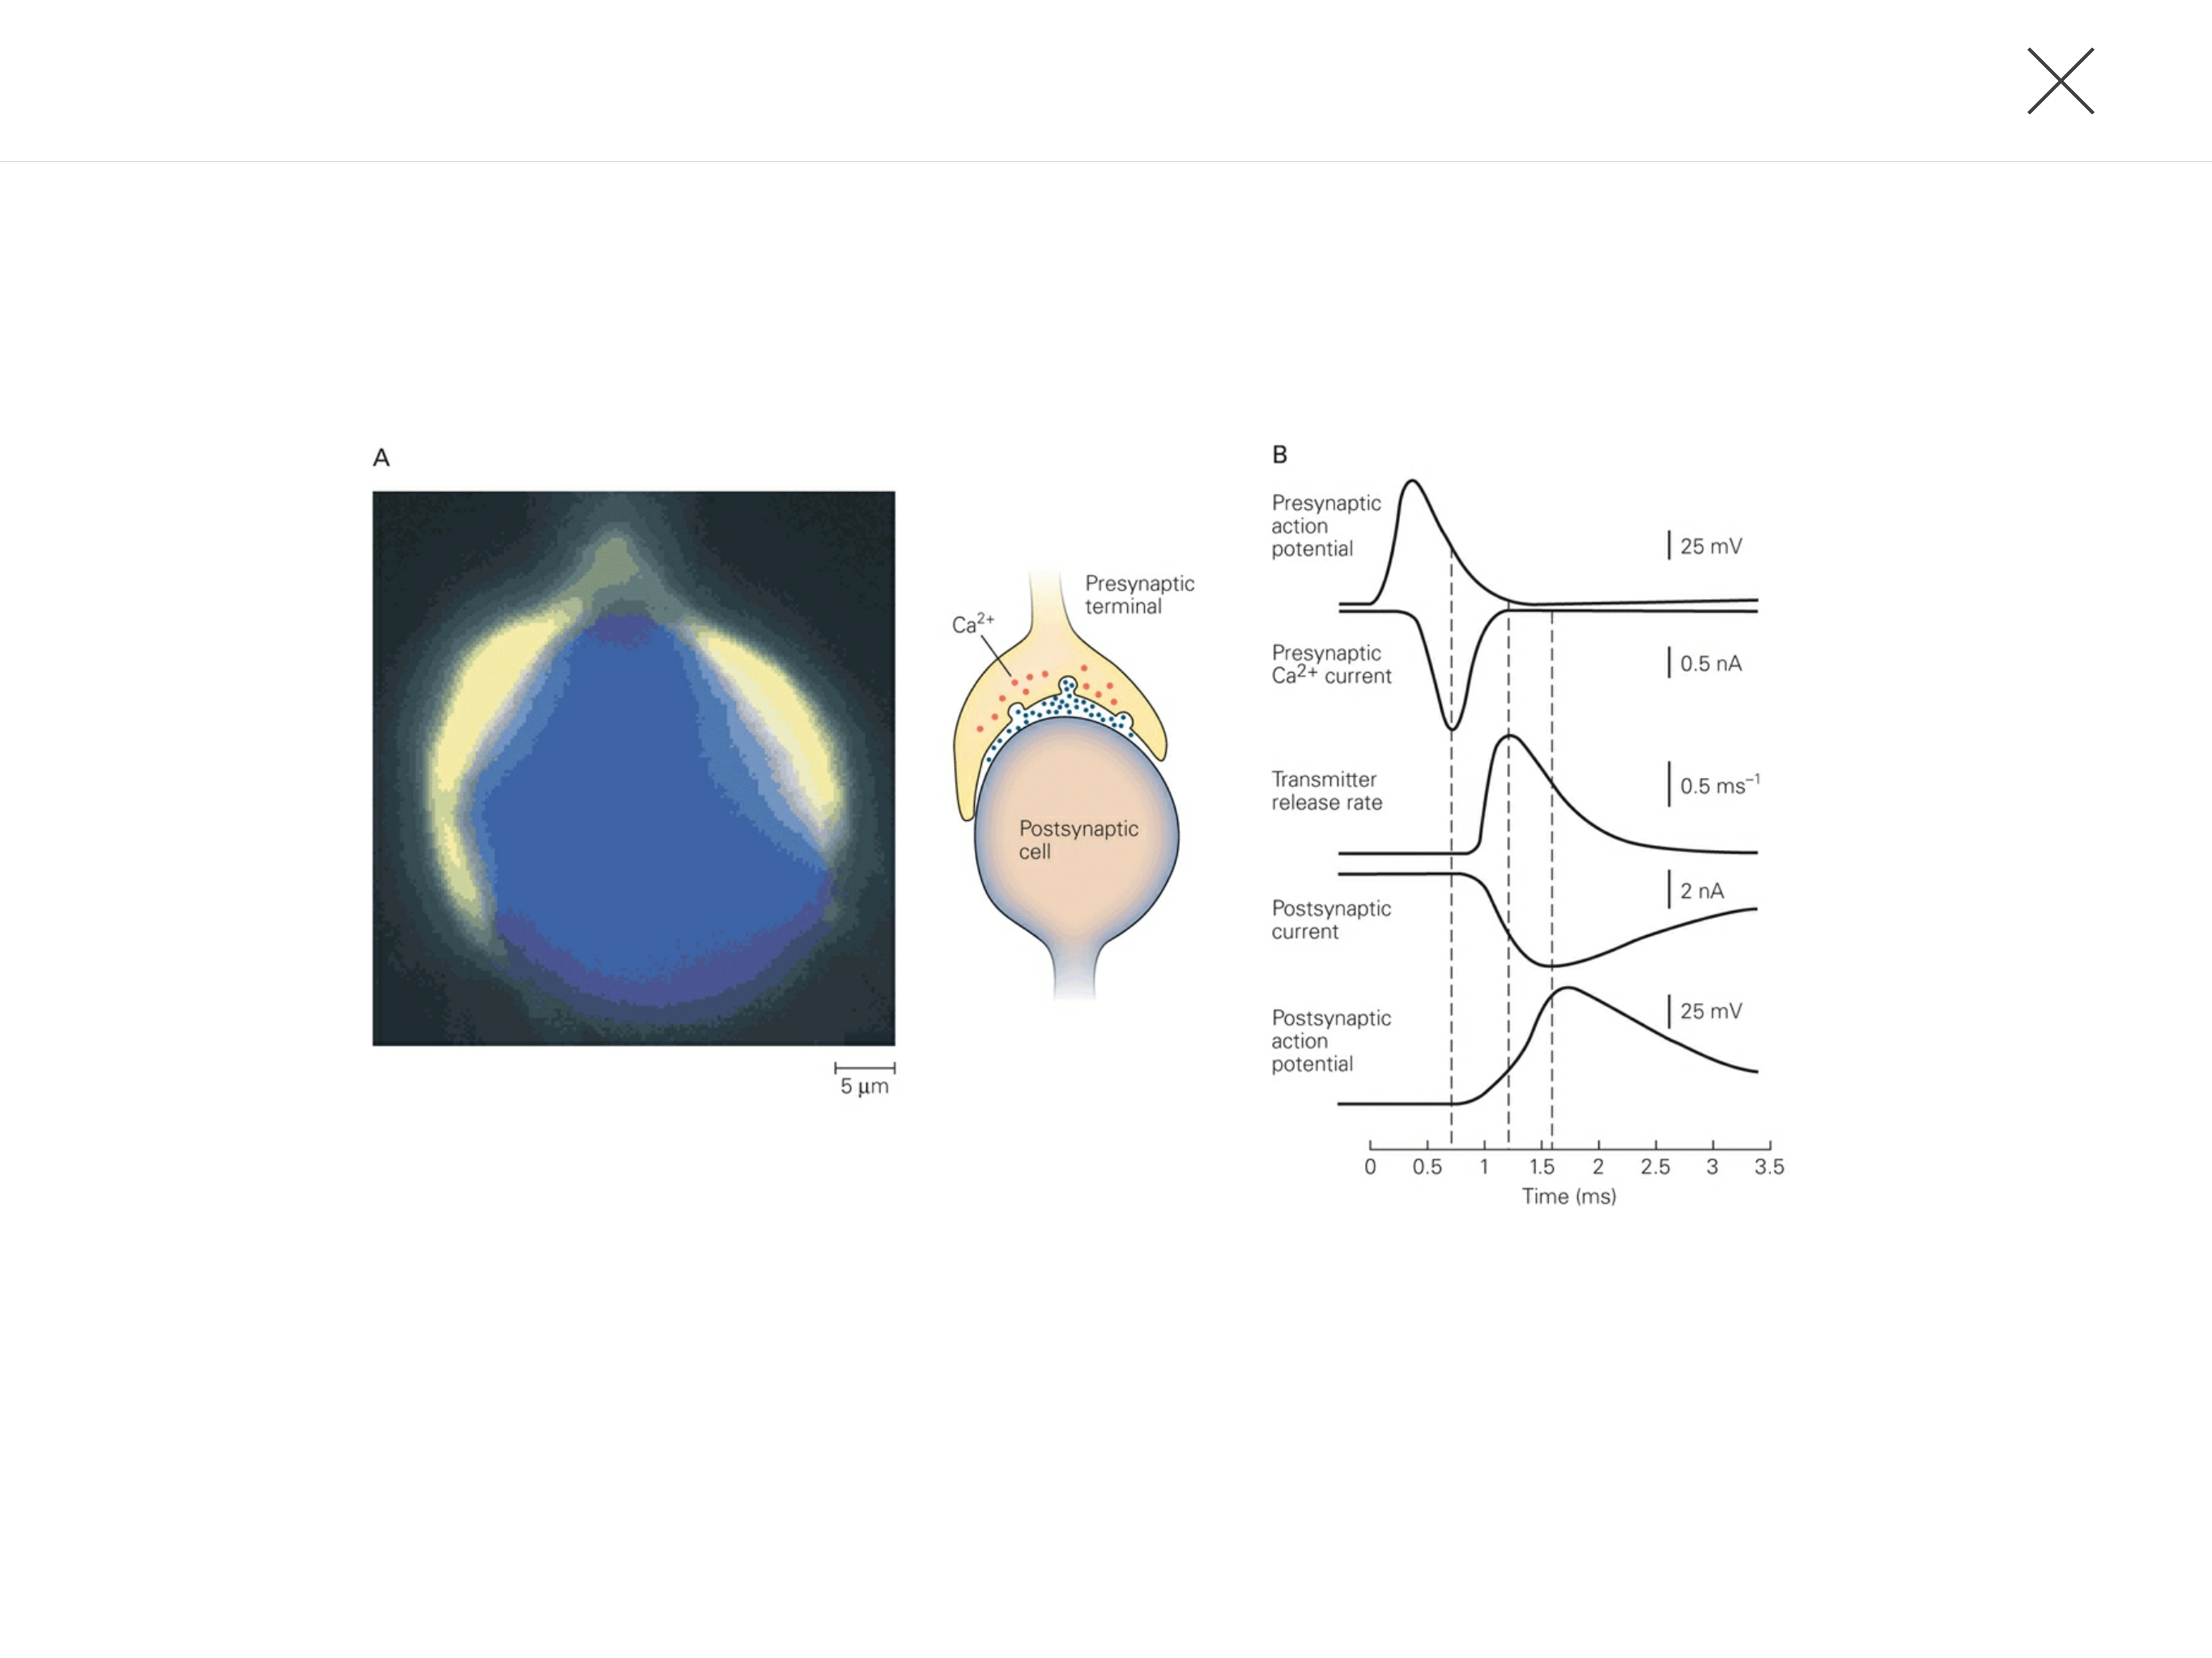 A
5 μm
Ca²⁺
Presynaptic
terminal
Postsynaptic
cell
B
Presynaptic
action
potential
25 mV
Presynaptic
Ca²⁺ current
0.5 nA
Transmitter
release rate
0.5 ms⁻¹
Postsynaptic
current
2 nA
Postsynaptic
action
potential
25 mV
0 0.5 1 1.5 2 2.5 3 3.5
Time (ms)